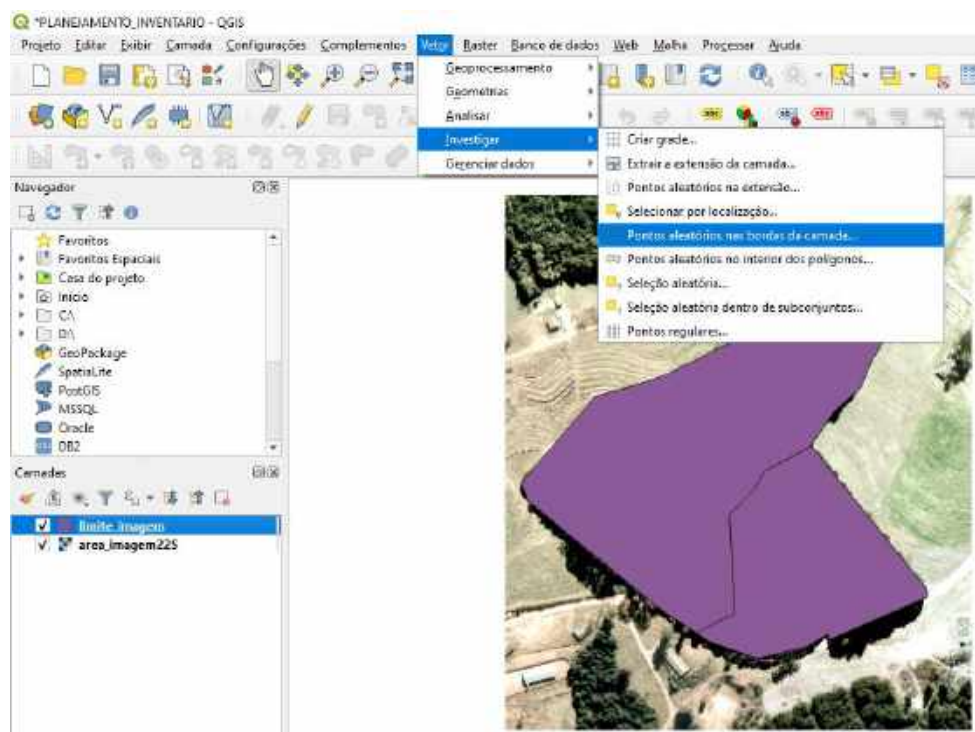 *PLANEJAMENTO_INVENTARIO - QGIS
Projeto Editar Exibir Camada Configurações Complementos Vetor Raster Banco de dados Web Malha Processar Ajuda
Geoprocessamento
Geometrias
Analisar
Investigar
Gerenciar dados
Criar grade...
Extrair a extensão da camada...
Pontos aleatórios na extensão...
Selecionar por localização...
Pontos aleatórios nas bordas da camada...
Pontos aleatórios no interior dos polígonos...
Seleção aleatória...
Seleção aleatória dentro de subconjuntos...
Pontos regulares...
Navegador
Favoritos
Favoritos Espaciais
Casa do projeto
Início
C:\
D:\
GeoPackage
SpatiaLite
PostGIS
MSSQL
Oracle
DB2
Camadas
limite_imagem
area_imagem22S